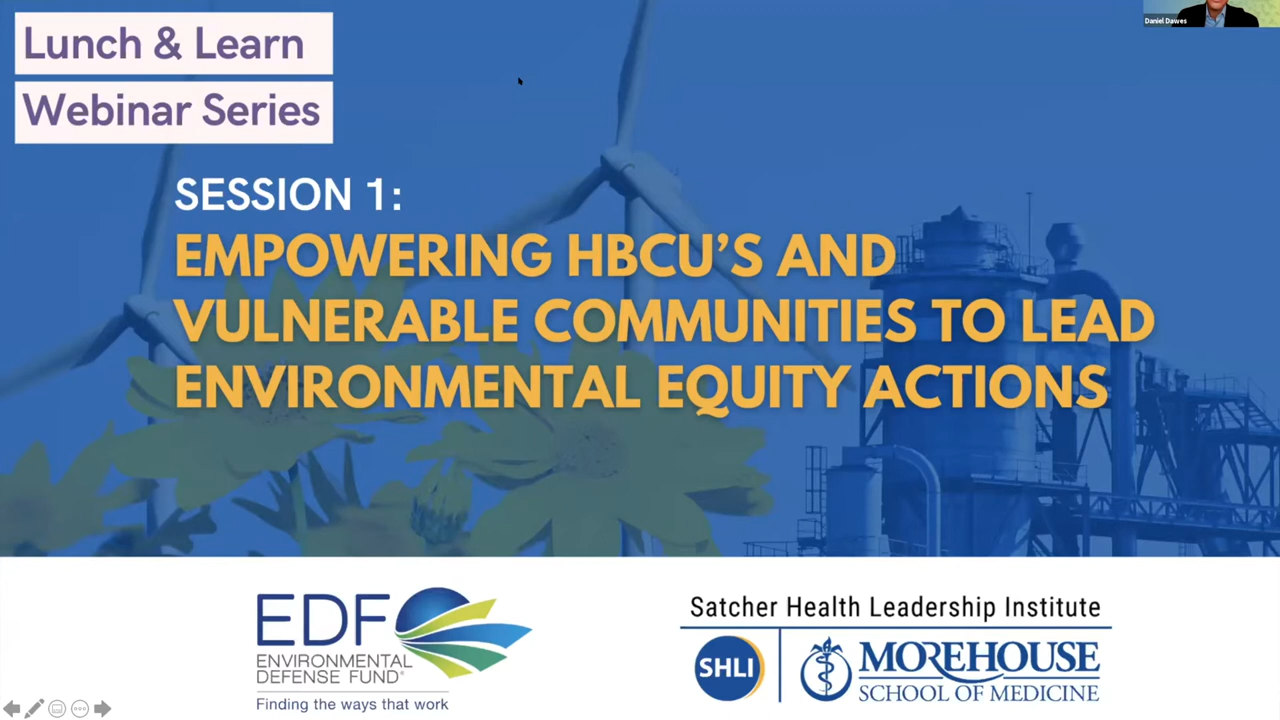 Lunch & Learn
Webinar Series
Daniel Dawes
SESSION 1:
EMPOWERING HBCU’S AND
VULNERABLE COMMUNITIES TO LEAD
ENVIRONMENTAL EQUITY ACTIONS
EDF
ENVIRONMENTAL
DEFENSE FUND®
Finding the ways that work
Satcher Health Leadership Institute
SHLI
MOREHOUSE
SCHOOL OF MEDICINE